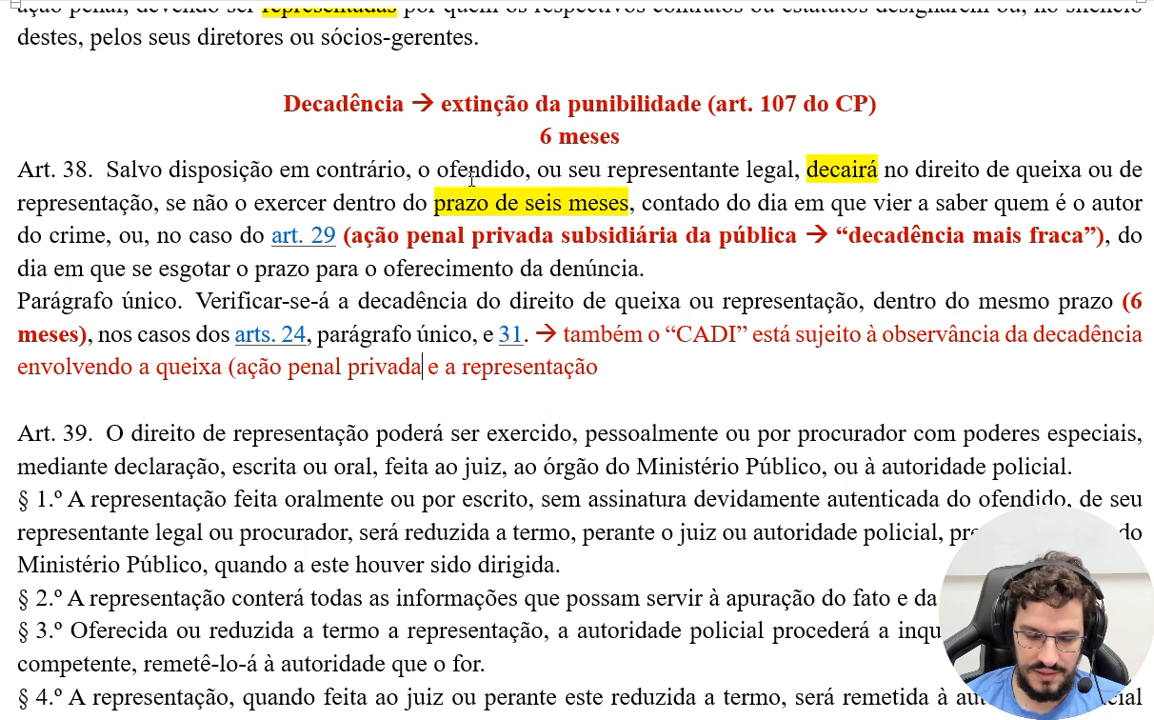 ação penal, devendo ser representadas por quem os respectivos contratos ou estatutos designarem ou, no silêncio
destes, pelos seus diretores ou sócios-gerentes.
Decadência → extinção da punibilidade (art. 107 do CP)
6 meses
Art. 38. Salvo disposição em contrário, o ofendido, ou seu representante legal, decairá no direito de queixa ou de
representação, se não o exercer dentro do prazo de seis meses, contado do dia em que vier a saber quem é o autor
do crime, ou, no caso do art. 29 (ação penal privada subsidiária da pública → “decadência mais fraca”), do
dia em que se esgotar o prazo para o oferecimento da denúncia.
Parágrafo único. Verificar-se-á a decadência do direito de queixa ou representação, dentro do mesmo prazo (6
meses), nos casos dos arts. 24, parágrafo único, e 31. → também o “CADI” está sujeito à observância da decadência
envolvendo a queixa (ação penal privada e a representação
Art. 39. O direito de representação poderá ser exercido, pessoalmente ou por procurador com poderes especiais,
mediante declaração, escrita ou oral, feita ao juiz, ao órgão do Ministério Público, ou à autoridade policial.
§ 1.º A representação feita oralmente ou por escrito, sem assinatura devidamente autenticada do ofendido, de seu
representante legal ou procurador, será reduzida a termo, perante o juiz ou autoridade policial, do
Ministério Público, quando a este houver sido dirigida.
§ 2.º A representação conterá todas as informações que possam servir à apuração do fato e da
§ 3.º Oferecida ou reduzida a termo a representação, a autoridade policial procederá a
competente, remetê-lo-á à autoridade que o for.
§ 4.º A representação, quando feita ao juiz ou perante este reduzida a termo, será remetida à